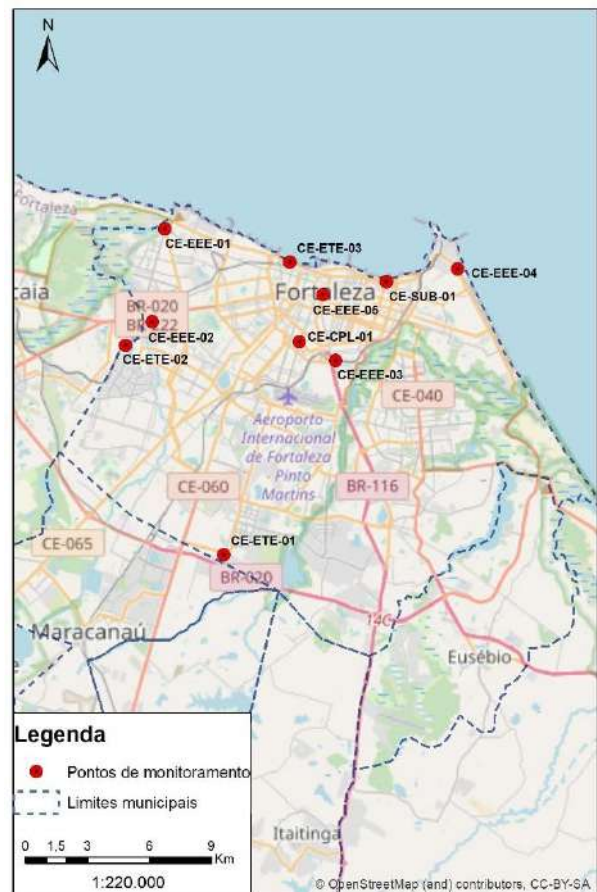 N
Fortaleza
CE-EEE-01
CE-ETE-03
CE-EEE-04
Fortaleza
CE-SUB-01
CE-EEE-05
caia
BR-020
BR-222
CE-EEE-02
CE-CPL-01
CE-ETE-02
CE-EEE-03
CE-040
Aeroporto
Internacional
de Fortaleza
- Pinto
Martins
CE-060
BR-116
CE-065
CE-ETE-01
BR-020
Maracanaú
Eusébio
Legenda
Pontos de monitoramento
Limites municipais
0 1,5 3 6 9
Km
1:220.000
Itaitinga
© OpenStreetMap (and) contributors, CC-BY-SA